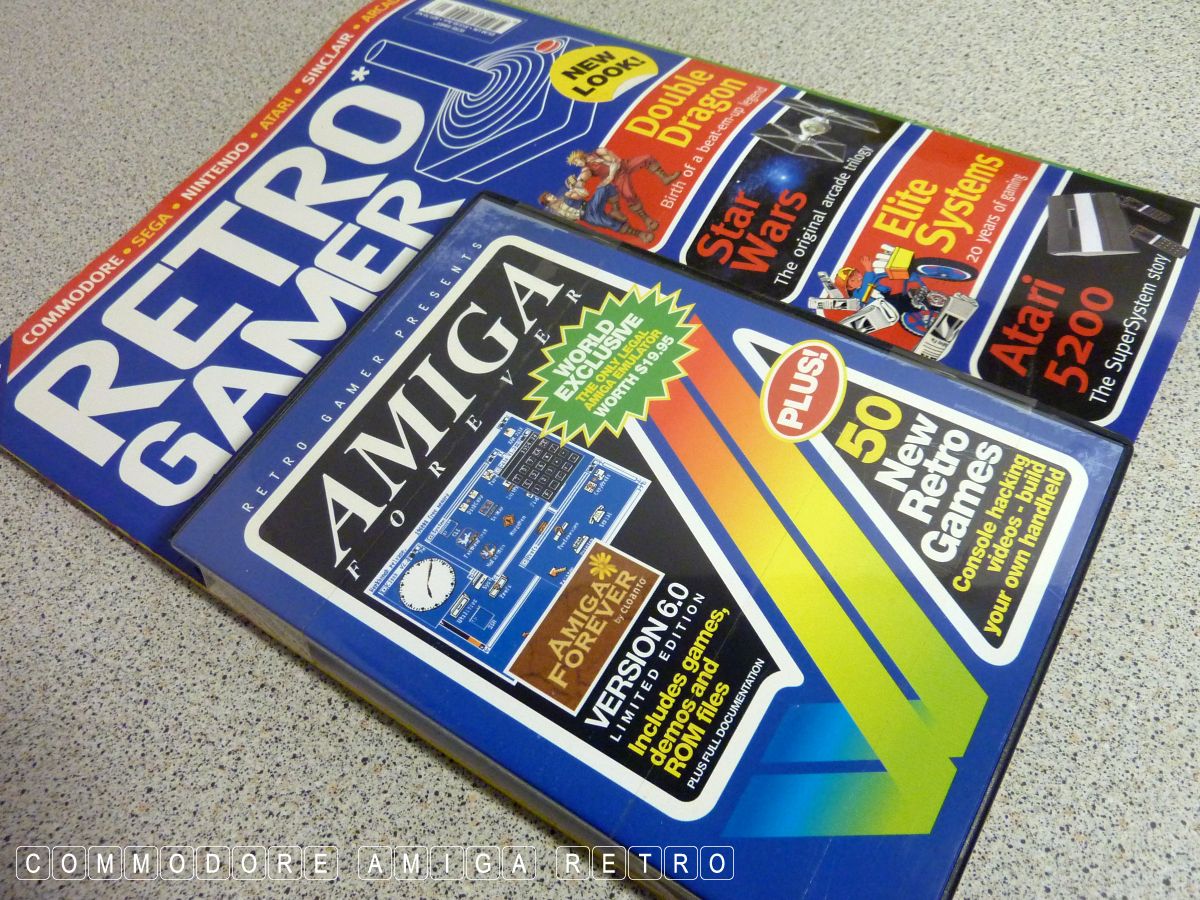 COMMODORE • SEGA • NINTENDO • ATARI • SINCLAIR • ARCADE
RETRO*
GAMER
NEW
LOOK!
Double
Dragon
Birth of a beat-em-up legend
Star
Wars
The original arcade trilogy
Elite
Systems
20 years of gaming
Atari
5200
The SuperSystem story
RETRO GAMER PRESENTS
AMIGA
FOREVER
WORLD
EXCLUSIVE
THE ONLY LEGAL
AMIGA EMULATOR
WORTH $19.95
AMIGA
FOREVER
by CLOANTO
VERSION 6.0
LIMITED EDITION
Includes games,
demos and
ROM files
PLUS FULL DOCUMENTATION
PLUS!
50
New
Retro
Games
Console hacking
videos - build
your own handheld
COMMODORE AMIGA RETRO